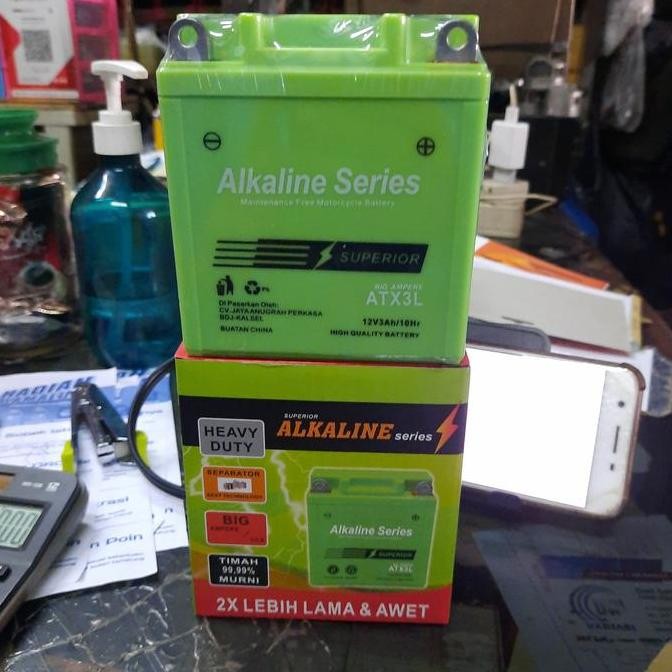 Alkaline Series
Maintenance Free Motorcycle Battery
SUPERIOR
BIG AMPERE
ATX3L
Di Pasarkan Oleh:
CV.JAYA ANUGRAH PERKASA
BDJ-KALSEL
BUATAN CHINA
12V3Ah/10Hr
HIGH QUALITY BATTERY
SUPERIOR
ALKALINE series
HEAVY
DUTY
SEPARATOR
BIG
AMPERE
TIMAH
99,99%
MURNI
Alkaline Series
SUPERIOR
ATX3L
2X LEBIH LAMA & AWET